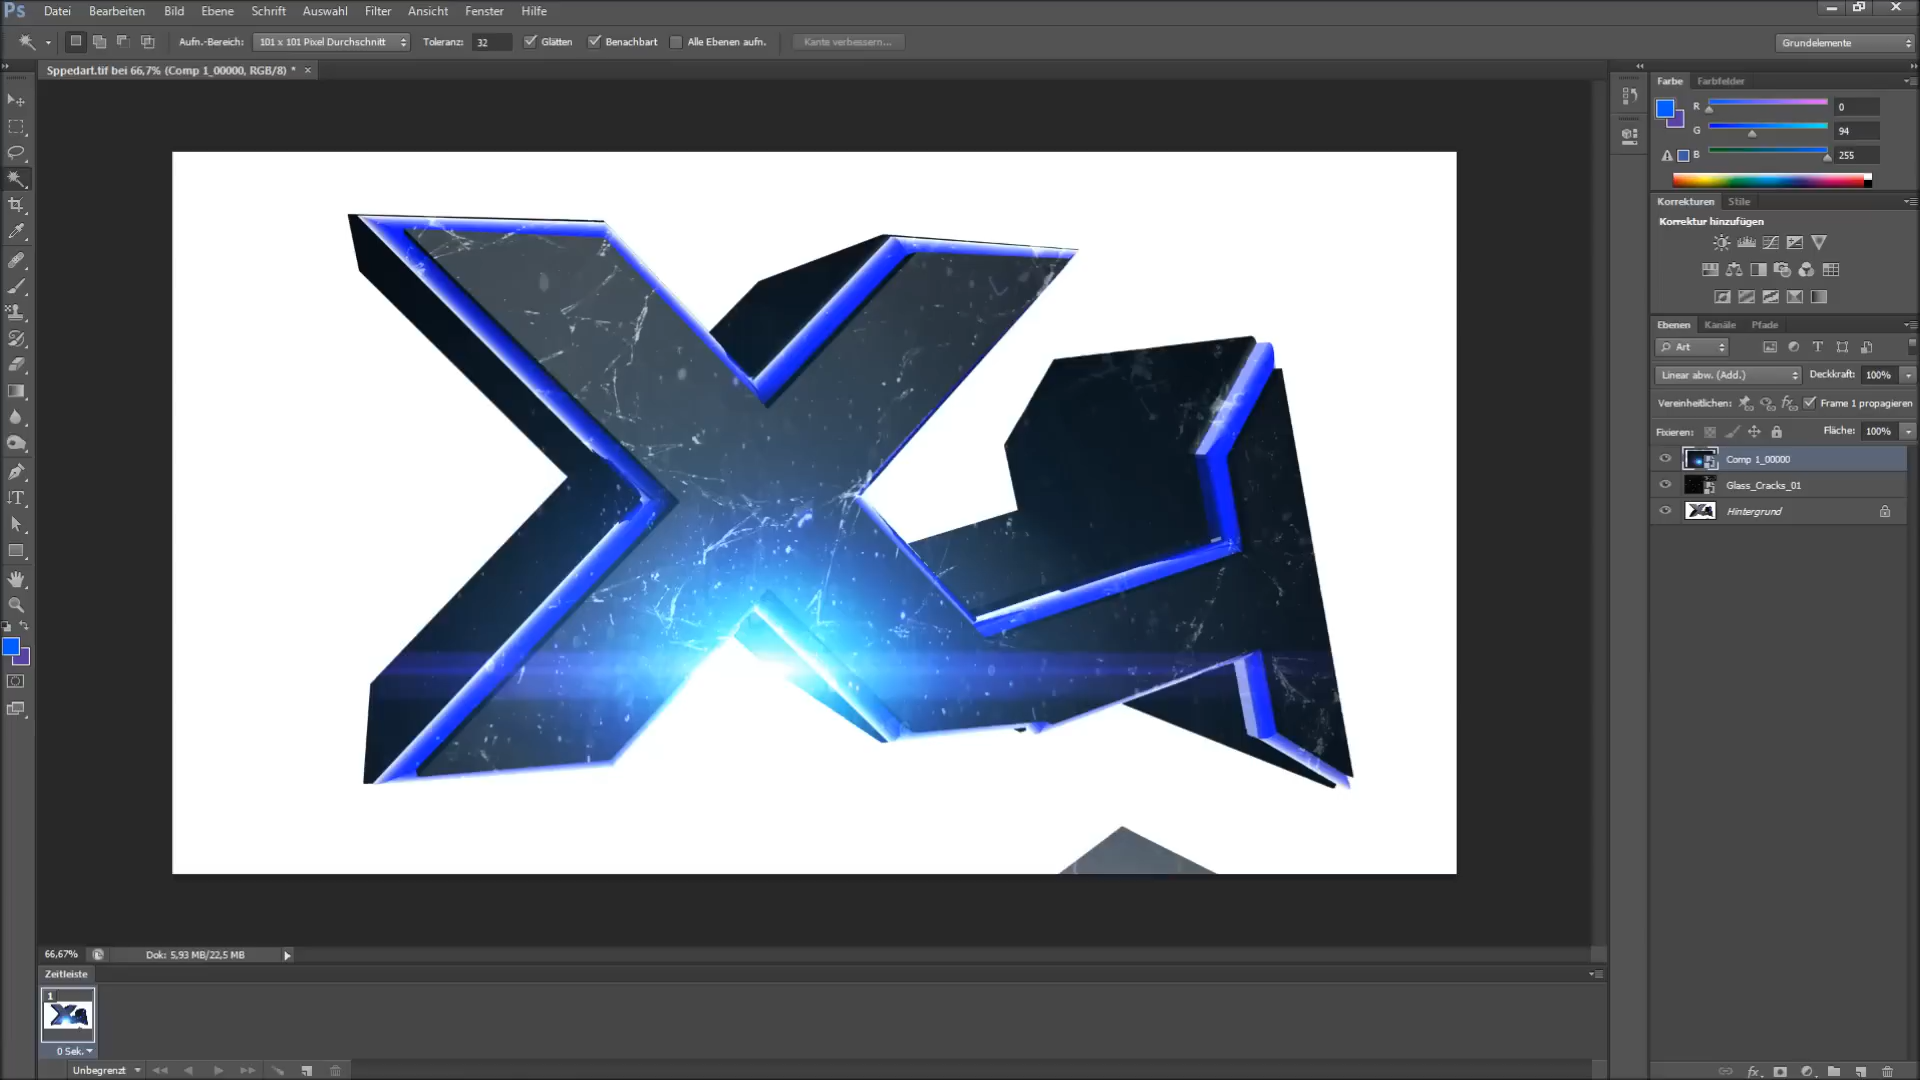 Ps Datei Bearbeiten Bild Ebene Schrift Auswahl Filter Ansicht Fenster Hilfe
Aufn.-Bereich: 101 x 101 Pixel Durchschnitt Toleranz: 32 Glätten Benachbart Alle Ebenen aufn. Kante verbessern... Grundelemente
Sppedart.tif bei 66,7% (Comp 1_00000, RGB/8) *
Farbe Farbfelder
R 0
G 94
B 255
Korrekturen Stile
Korrektur hinzufügen
Ebenen Kanäle Pfade
Art
Linear abw. (Add.) Deckkraft: 100%
Vereinheitlichen: Frame 1 propagieren
Fixieren: Fläche: 100%
Comp 1_00000
Glass_Cracks_01
Hintergrund
X
66,67% Dok: 5,93 MB/22,5 MB
Zeitleiste
1
0 Sek.
Unbegrenzt